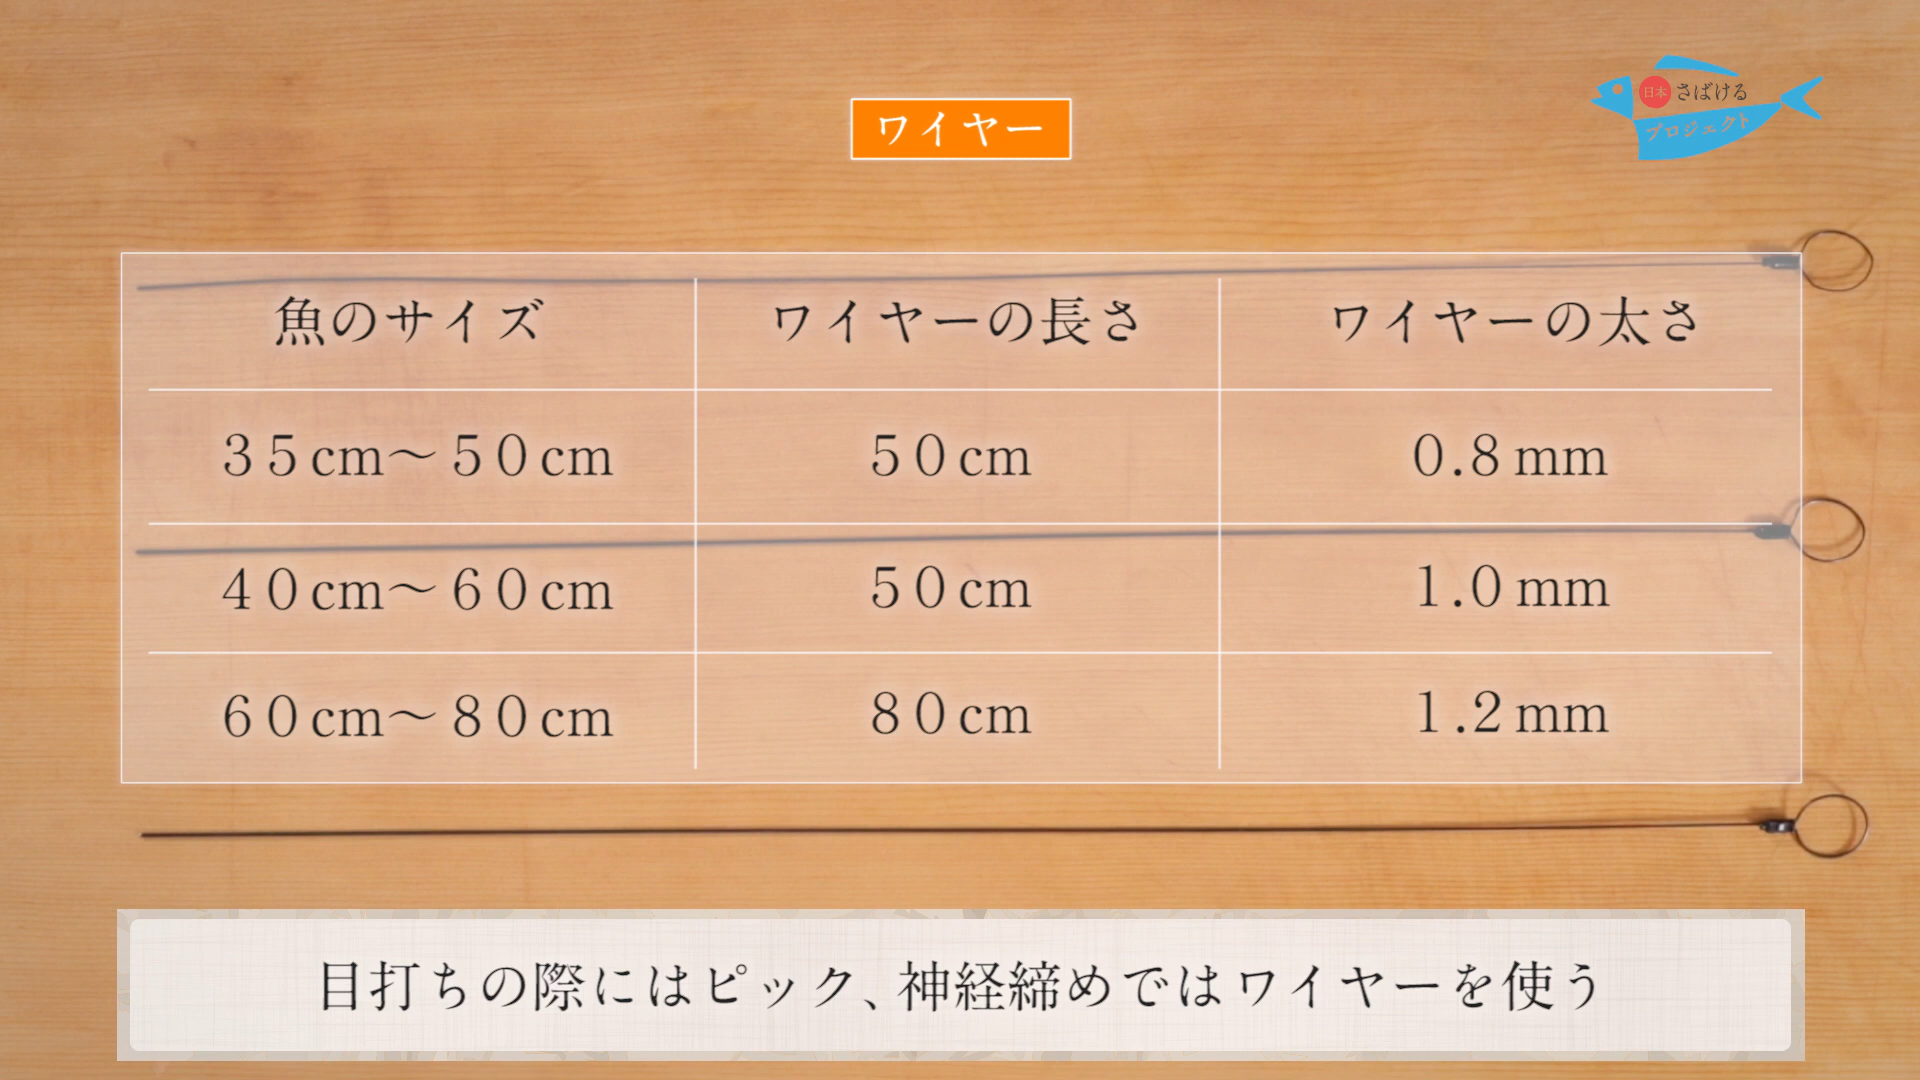 日本 さばける
プロジェクト
ワイヤー
魚のサイズ ワイヤーの長さ ワイヤーの太さ
35cm〜50cm 50cm 0.8mm
40cm〜60cm 50cm 1.0mm
60cm〜80cm 80cm 1.2mm
目打ちの際にはピック、神経締めではワイヤーを使う